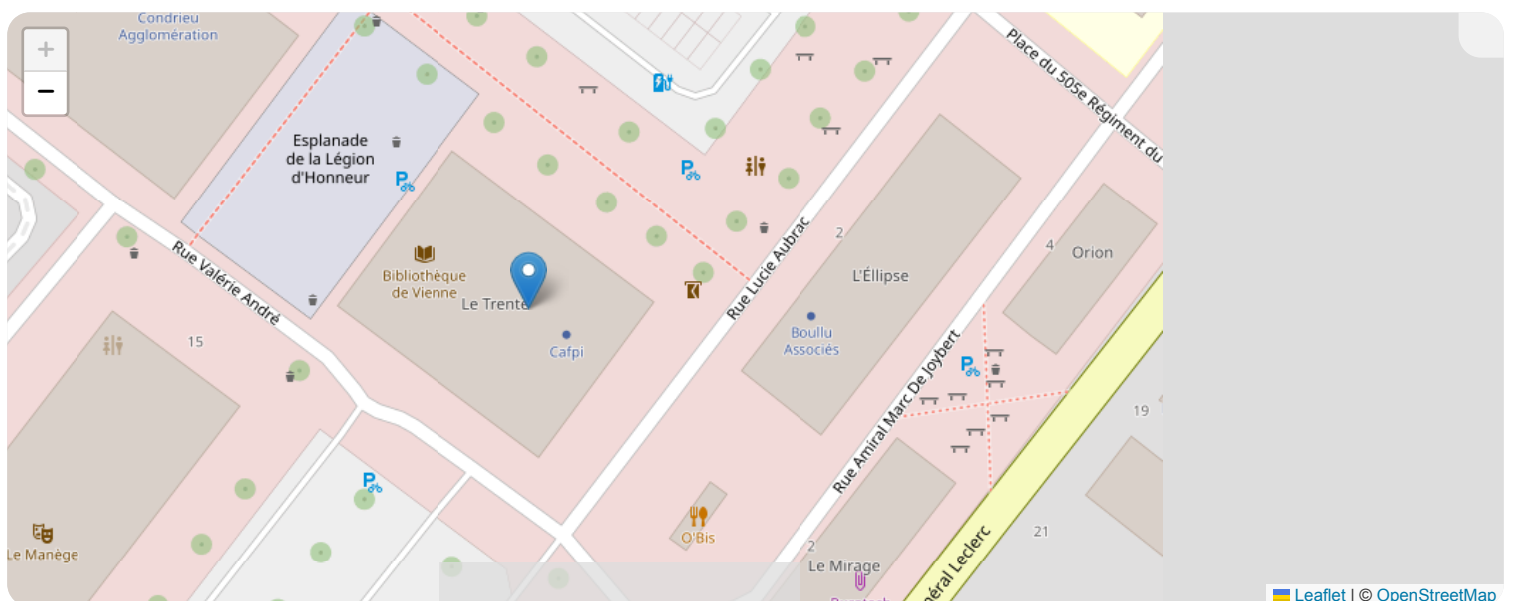 Condrieu
Agglomération
+
−
Place du 505e Régiment du
Esplanade
de la Légion
d'Honneur
Rue Valérie André
Bibliothèque
de Vienne
Le Trente
Cafpi
Rue Lucie Aubrac
2
L'Éllipse
4
Orion
Boullu
Associés
15
Rue Amiral Marc De Joybert
19
Le Manège
O'Bis
21
2
Le Mirage
néral Leclerc
Leaflet | © OpenStreetMap